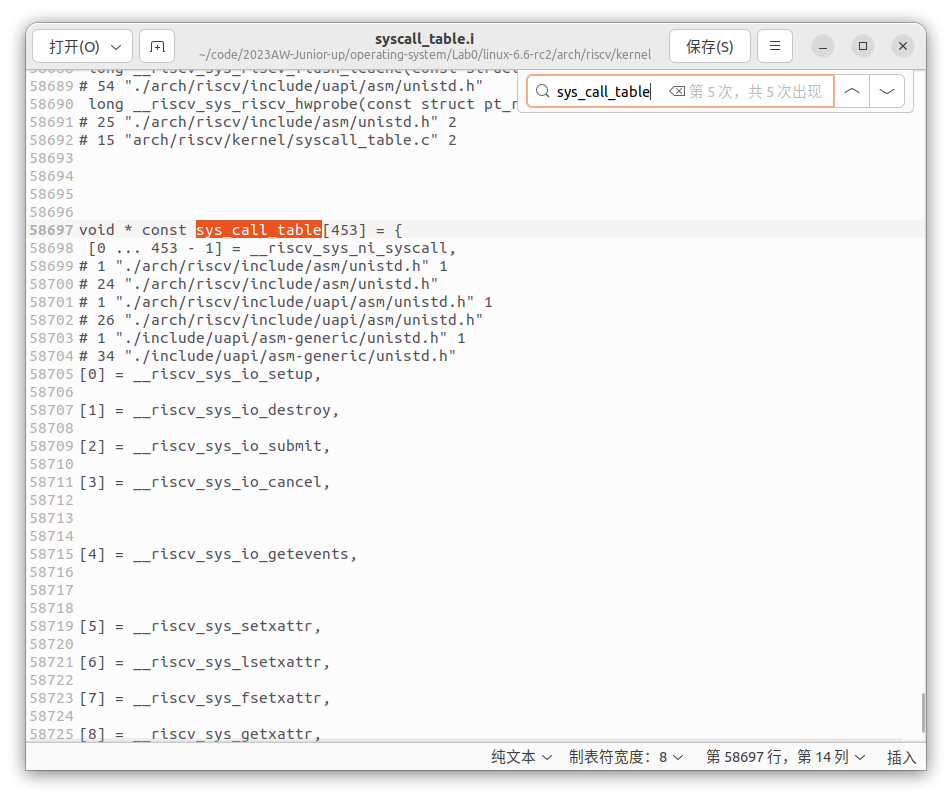 打开(O)
syscall_table.i
~/code/2023AW-Junior-up/operating-system/Lab0/linux-6.6-rc2/arch/riscv/kernel
保存(S)
sys_call_table 第 5 次，共 5 次出现
58689 # 54 "./arch/riscv/include/asm/unistd.h"
58690 long __riscv_sys_riscv_hwprobe(const struct pt_r
58691 # 25 "./arch/riscv/include/asm/unistd.h" 2
58692 # 15 "arch/riscv/kernel/syscall_table.c" 2
58693
58694
58695
58696
58697 void * const sys_call_table[453] = {
58698 [0 ... 453 - 1] = __riscv_sys_ni_syscall,
58699 # 1 "./arch/riscv/include/asm/unistd.h" 1
58700 # 24 "./arch/riscv/include/asm/unistd.h"
58701 # 1 "./arch/riscv/include/uapi/asm/unistd.h" 1
58702 # 26 "./arch/riscv/include/uapi/asm/unistd.h"
58703 # 1 "./include/uapi/asm-generic/unistd.h" 1
58704 # 34 "./include/uapi/asm-generic/unistd.h"
58705 [0] = __riscv_sys_io_setup,
58706
58707 [1] = __riscv_sys_io_destroy,
58708
58709 [2] = __riscv_sys_io_submit,
58710
58711 [3] = __riscv_sys_io_cancel,
58712
58713
58714
58715 [4] = __riscv_sys_io_getevents,
58716
58717
58718
58719 [5] = __riscv_sys_setxattr,
58720
58721 [6] = __riscv_sys_lsetxattr,
58722
58723 [7] = __riscv_sys_fsetxattr,
58724
58725 [8] = __riscv_sys_getxattr,
纯文本 制表符宽度：8 第 58697 行，第 14 列 插入